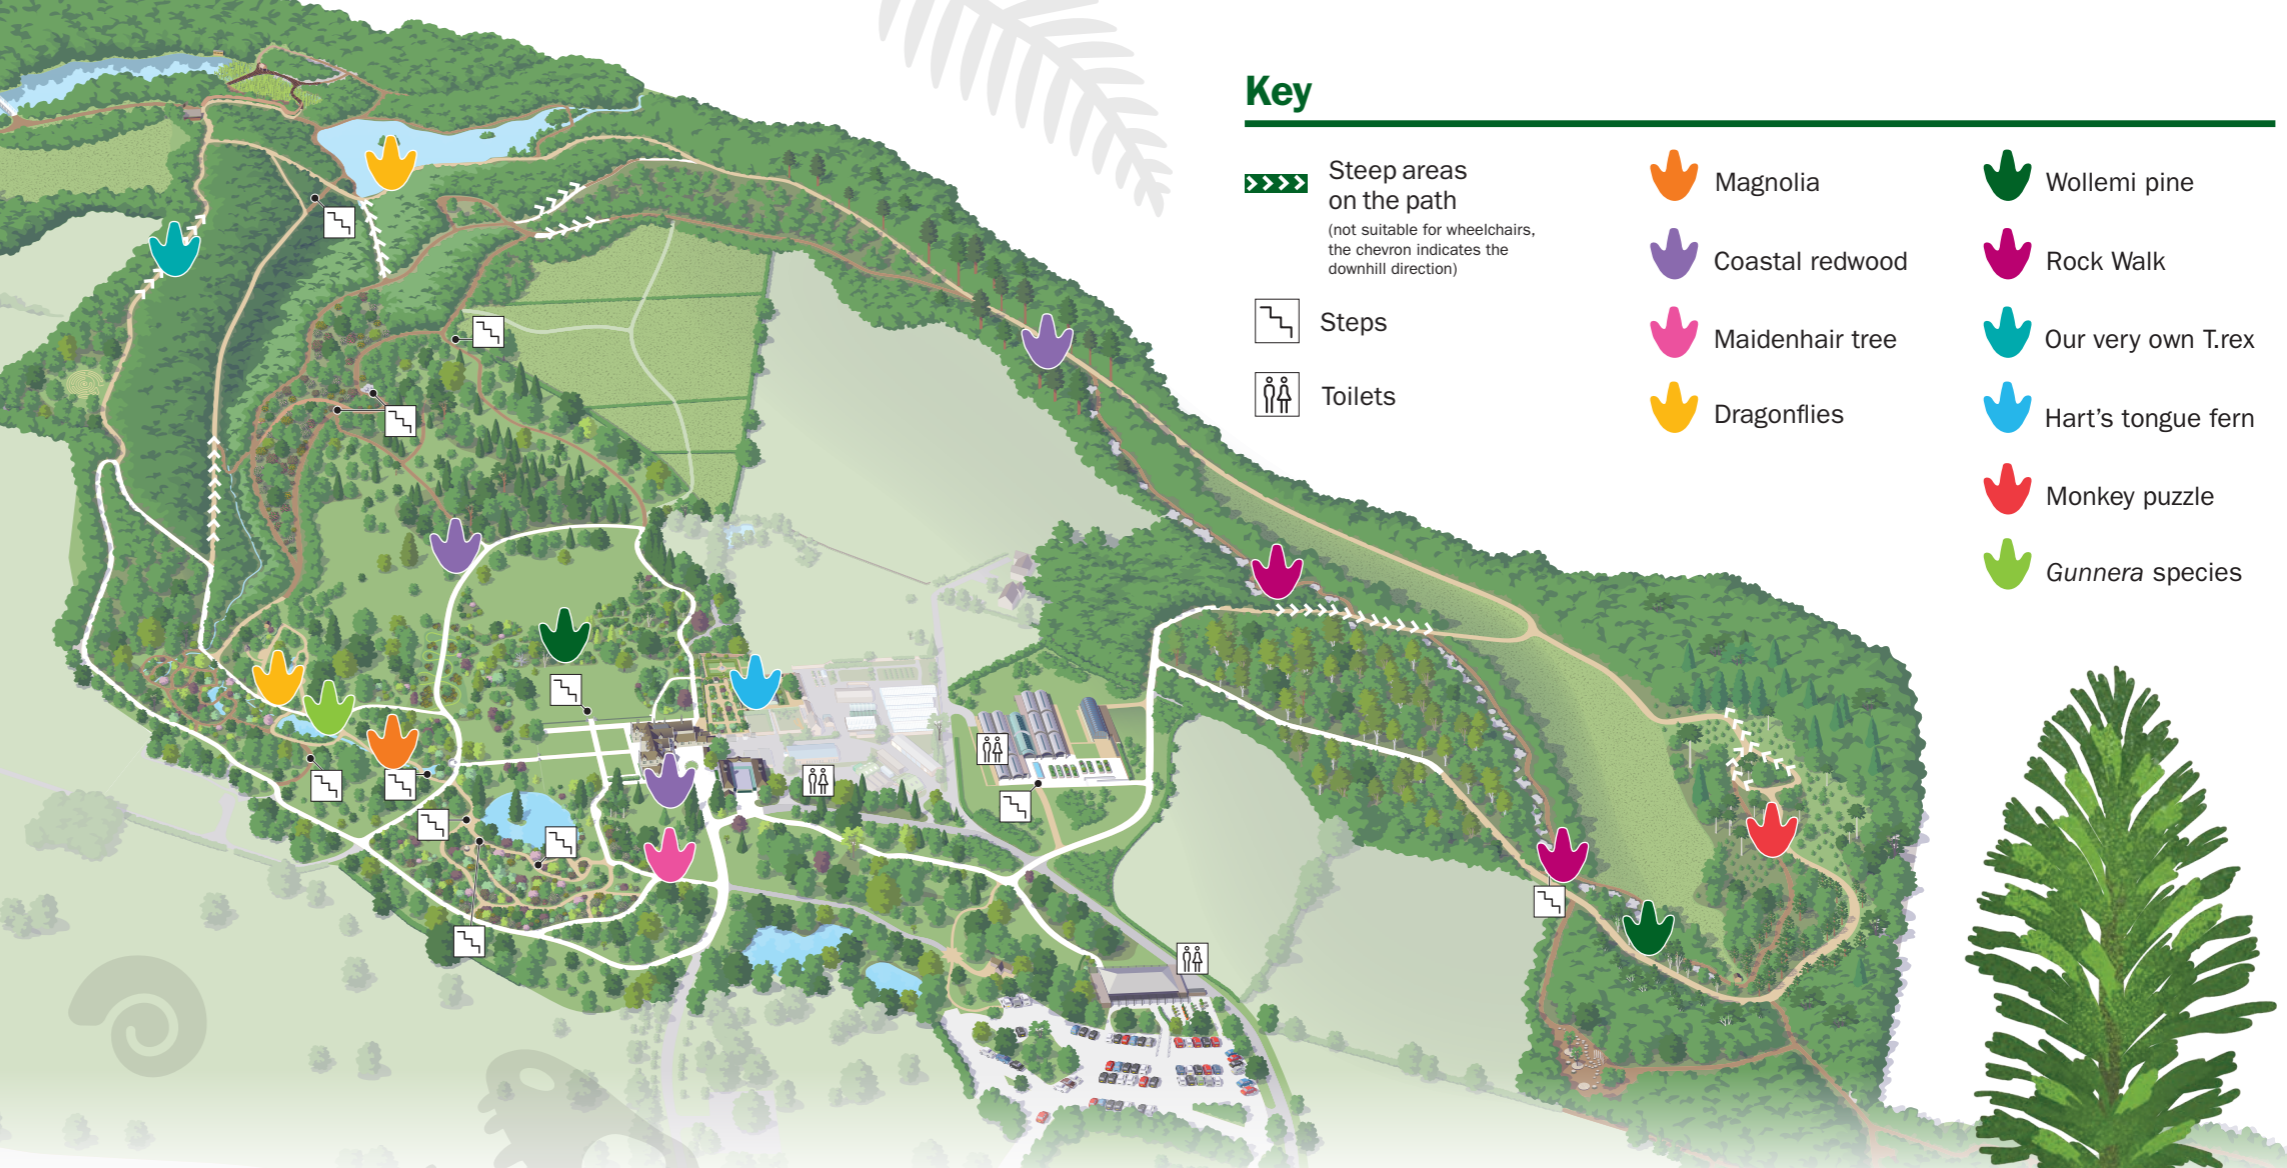 Key
Steep areas
on the path
(not suitable for wheelchairs,
the chevron indicates the
downhill direction)
Steps
Toilets
Magnolia
Coastal redwood
Maidenhair tree
Dragonflies
Wollemi pine
Rock Walk
Our very own T.rex
Hart’s tongue fern
Monkey puzzle
Gunnera species